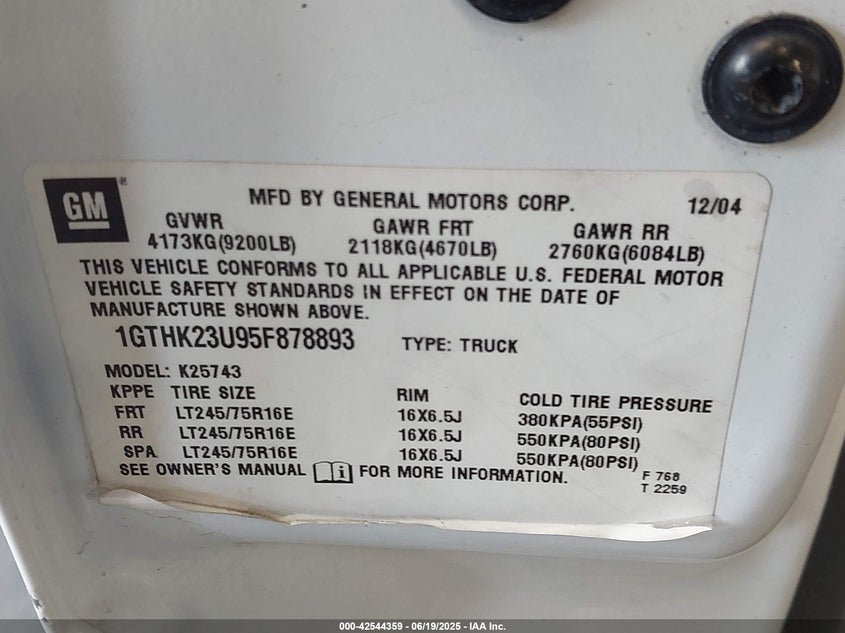 GM
MFD BY GENERAL MOTORS CORP. 12/04
GVWR GAWR FRT GAWR RR
4173KG(9200LB) 2118KG(4670LB) 2760KG(6084LB)
THIS VEHICLE CONFORMS TO ALL APPLICABLE U.S. FEDERAL MOTOR
VEHICLE SAFETY STANDARDS IN EFFECT ON THE DATE OF
MANUFACTURE SHOWN ABOVE.
1GTHK23U95F878893 TYPE: TRUCK
MODEL: K25743
KPPE TIRE SIZE RIM COLD TIRE PRESSURE
FRT LT245/75R16E 16X6.5J 380KPA(55PSI)
RR LT245/75R16E 16X6.5J 550KPA(80PSI)
SPA LT245/75R16E 16X6.5J 550KPA(80PSI)
SEE OWNER'S MANUAL FOR MORE INFORMATION.
F 768
T 2259
000-42544359 - 06/19/2025 - IAA Inc.